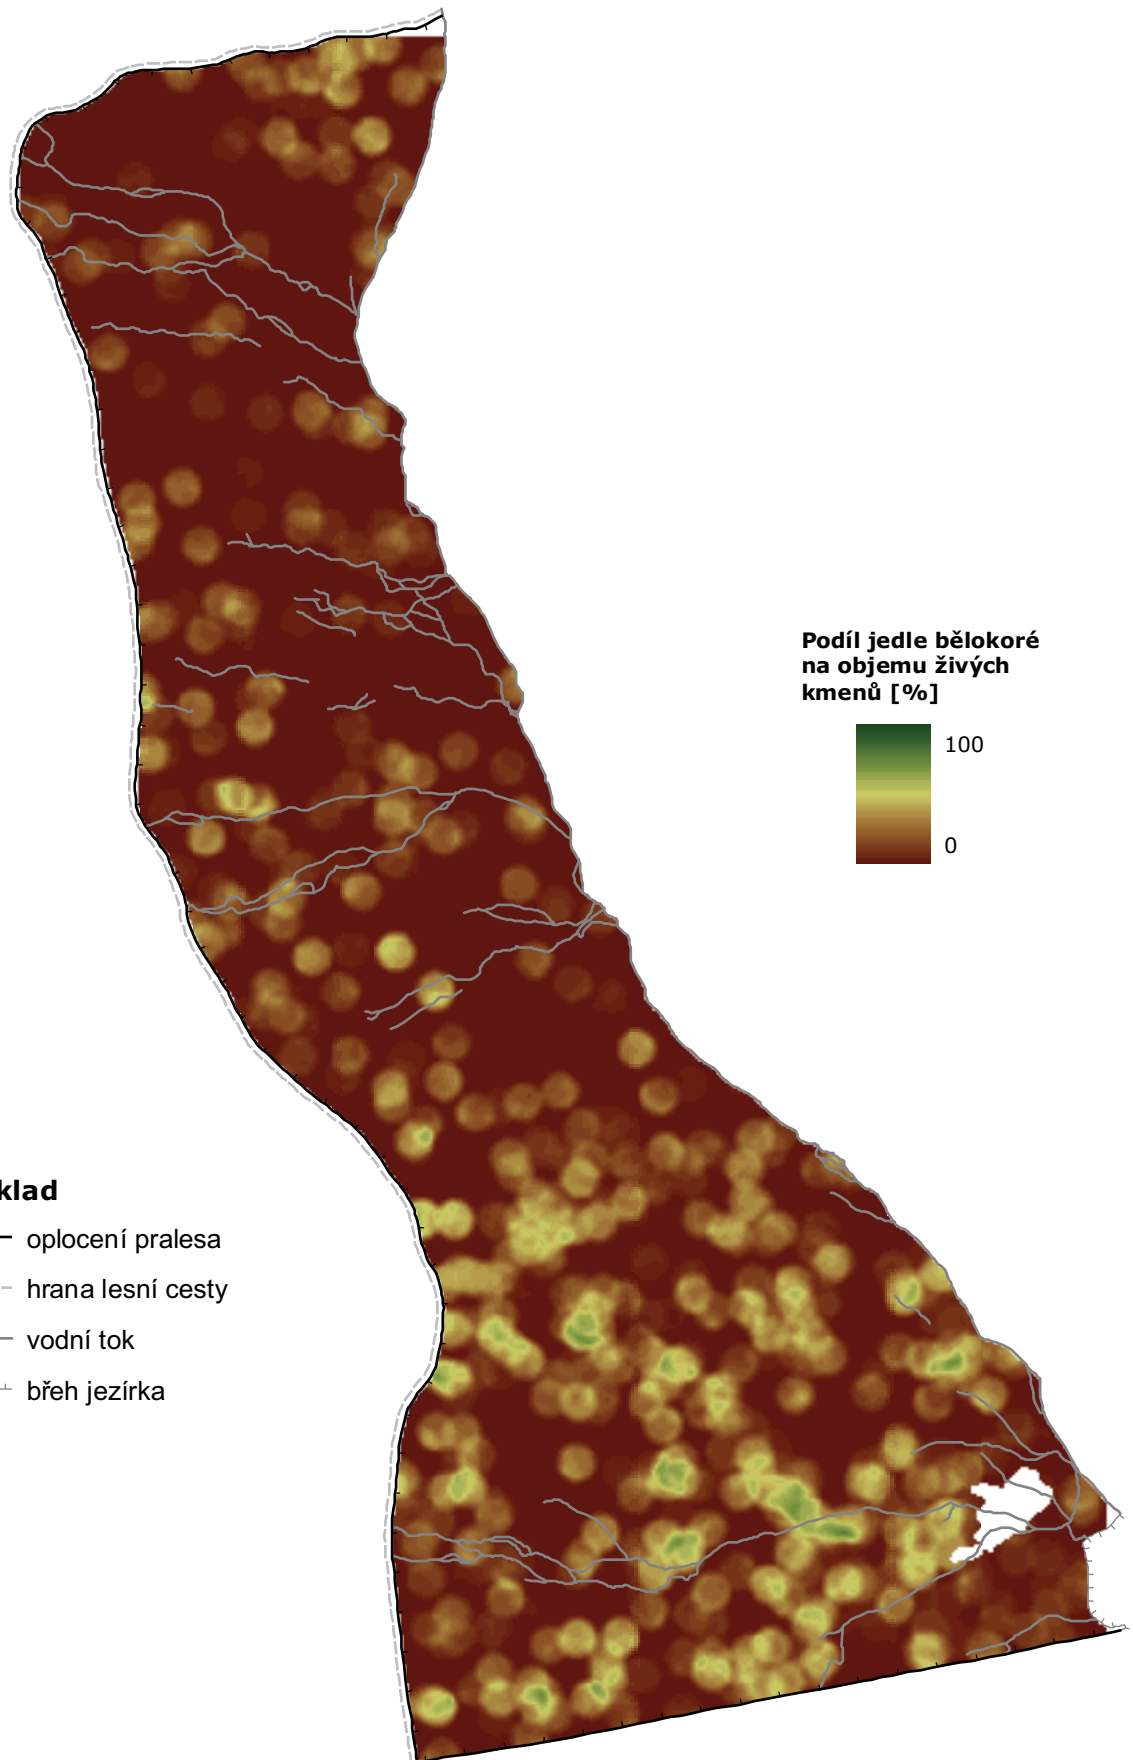 Podíl jedle bělokoré
na objemu živých
kmenů [%]
100
0
klad
oplocení pralesa
hrana lesní cesty
vodní tok
břeh jezírka